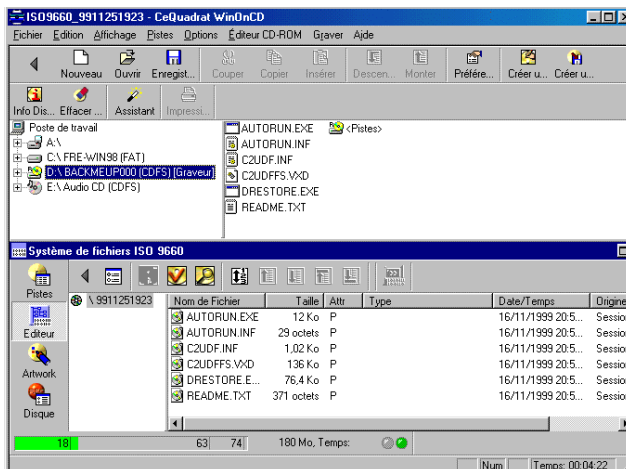 ISO9660_9911251923 - CeQuadrat WinOnCD
Fichier Edition Affichage Pistes Options Éditeur CD-ROM Graver Aide
Nouveau Ouvrir Enregist... Couper Copier Insérer Descen... Monter Préfére... Créer u... Créer u...
Info Dis... Effacer ... Assistant Impressi...
Poste de travail
A:\
C:\ FRE-WIN98 (FAT)
D:\ BACKMEUP000 (CDFS) [Graveur]
E:\ Audio CD (CDFS)
AUTORUN.EXE <Pistes>
AUTORUN.INF
C2UDF.INF
C2UDFFS.VXD
DRESTORE.EXE
README.TXT
Système de fichiers ISO 9660
Pistes
Editeur
Artwork
Disque
\ 9911251923
Nom de Fichier Taille Attr Type Date/Temps Origine
AUTORUN.EXE 12 Ko P 16/11/1999 20:5... Sessio
AUTORUN.INF 29 octets P 16/11/1999 20:5... Sessio
C2UDF.INF 1,02 Ko P 16/11/1999 20:5... Sessio
C2UDFFS.VXD 136 Ko P 16/11/1999 20:5... Sessio
DRESTORE.E... 76,4 Ko P 16/11/1999 20:5... Sessio
README.TXT 371 octets P 16/11/1999 20:5... Sessio
18 63 74 180 Mo, Temps:
Num Temps: 00:04:22